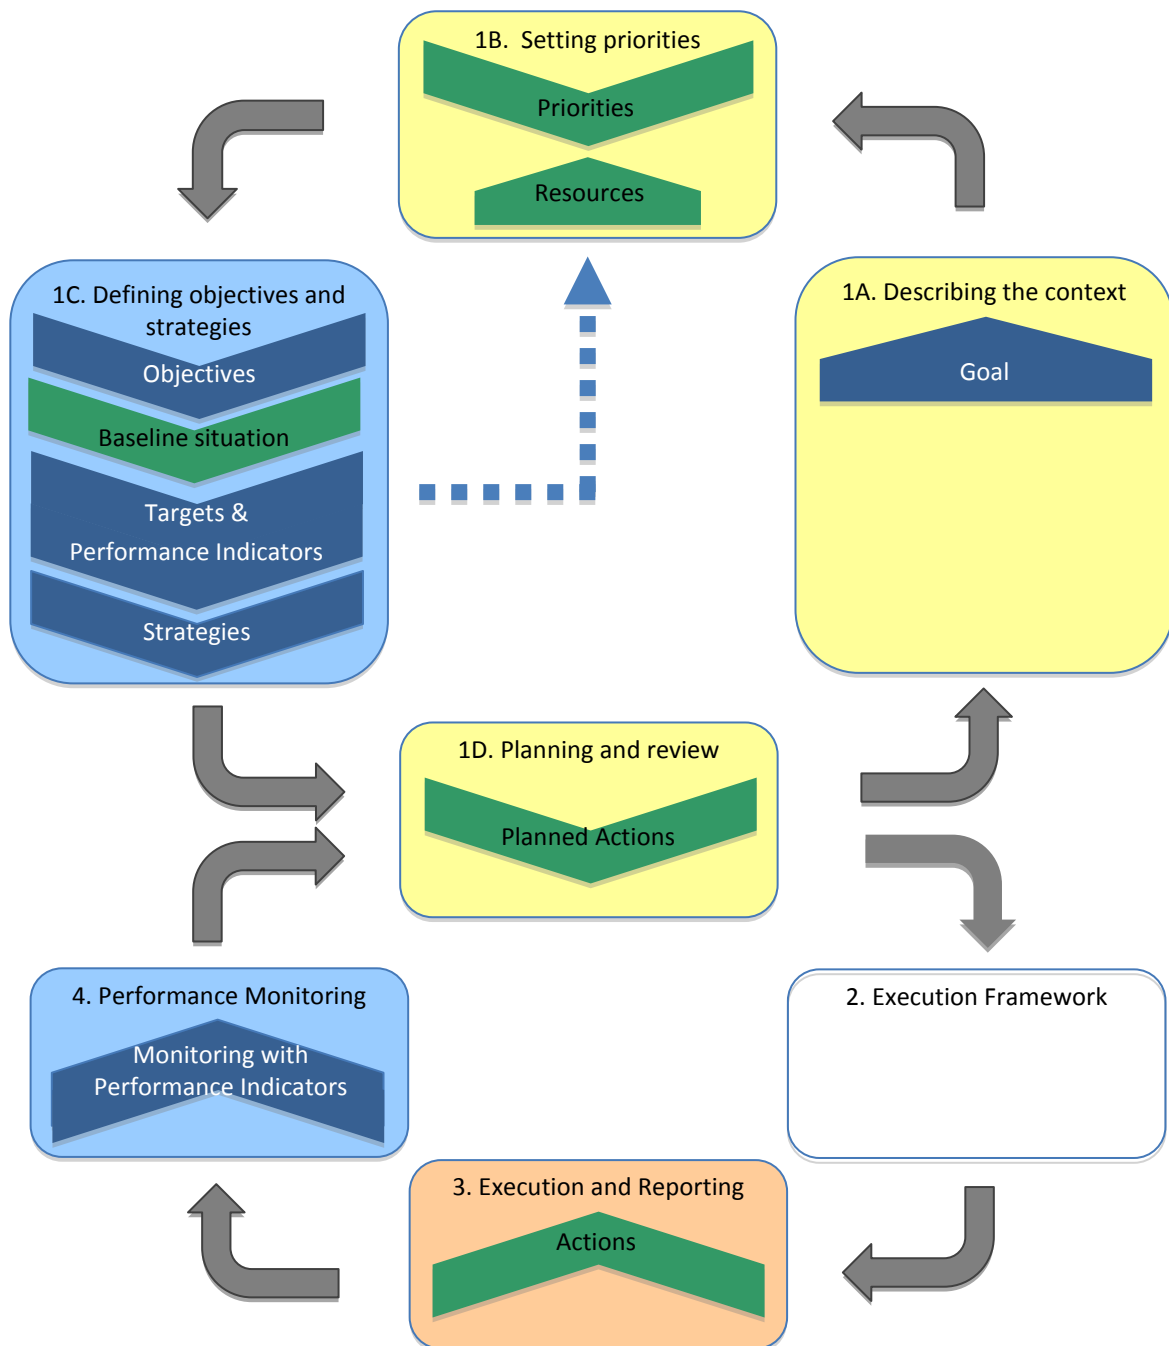 1B. Setting priorities
Priorities
Resources
1C. Defining objectives and
strategies
Objectives
Baseline situation
Targets &
Performance Indicators
Strategies
1A. Describing the context
Goal
1D. Planning and review
Planned Actions
4. Performance Monitoring
Monitoring with
Performance Indicators
2. Execution Framework
3. Execution and Reporting
Actions